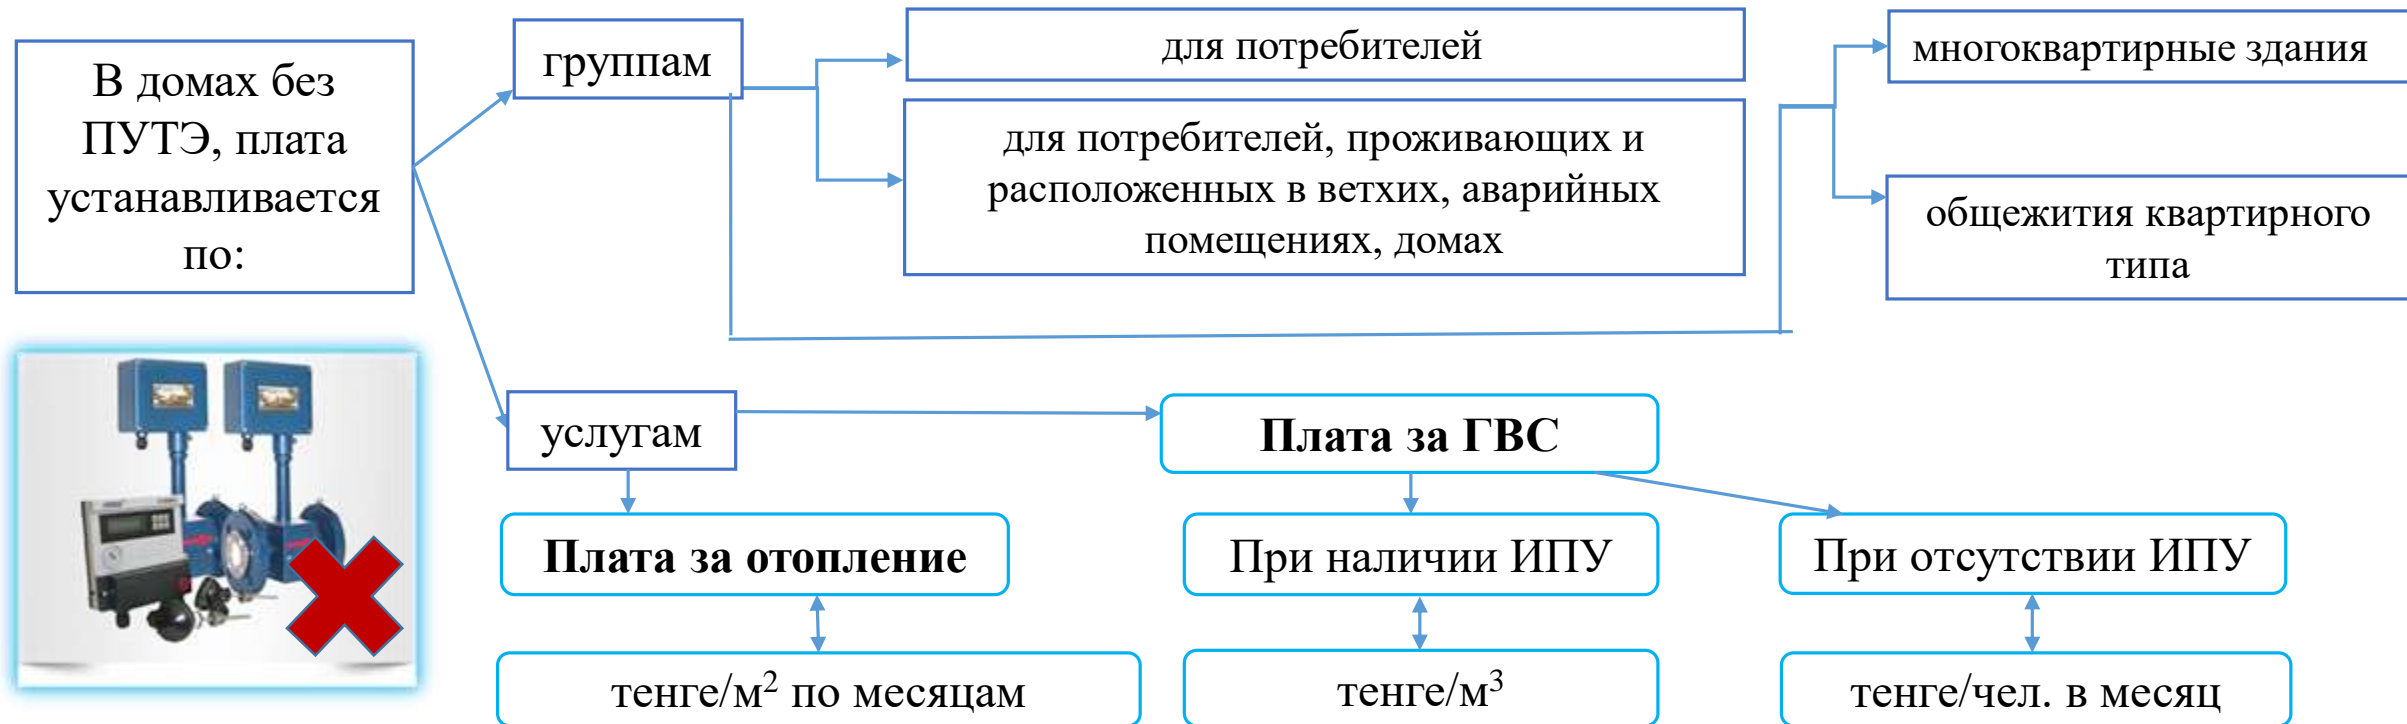 В домах без
ПУТЭ, плата
устанавливается
по:
группам
для потребителей
для потребителей, проживающих и
расположенных в ветхих, аварийных
помещениях, домах
многоквартирные здания
общежития квартирного
типа
услугам
Плата за ГВС
Плата за отопление
При наличии ИПУ
При отсутствии ИПУ
тенге/м² по месяцам
тенге/м³
тенге/чел. в месяц